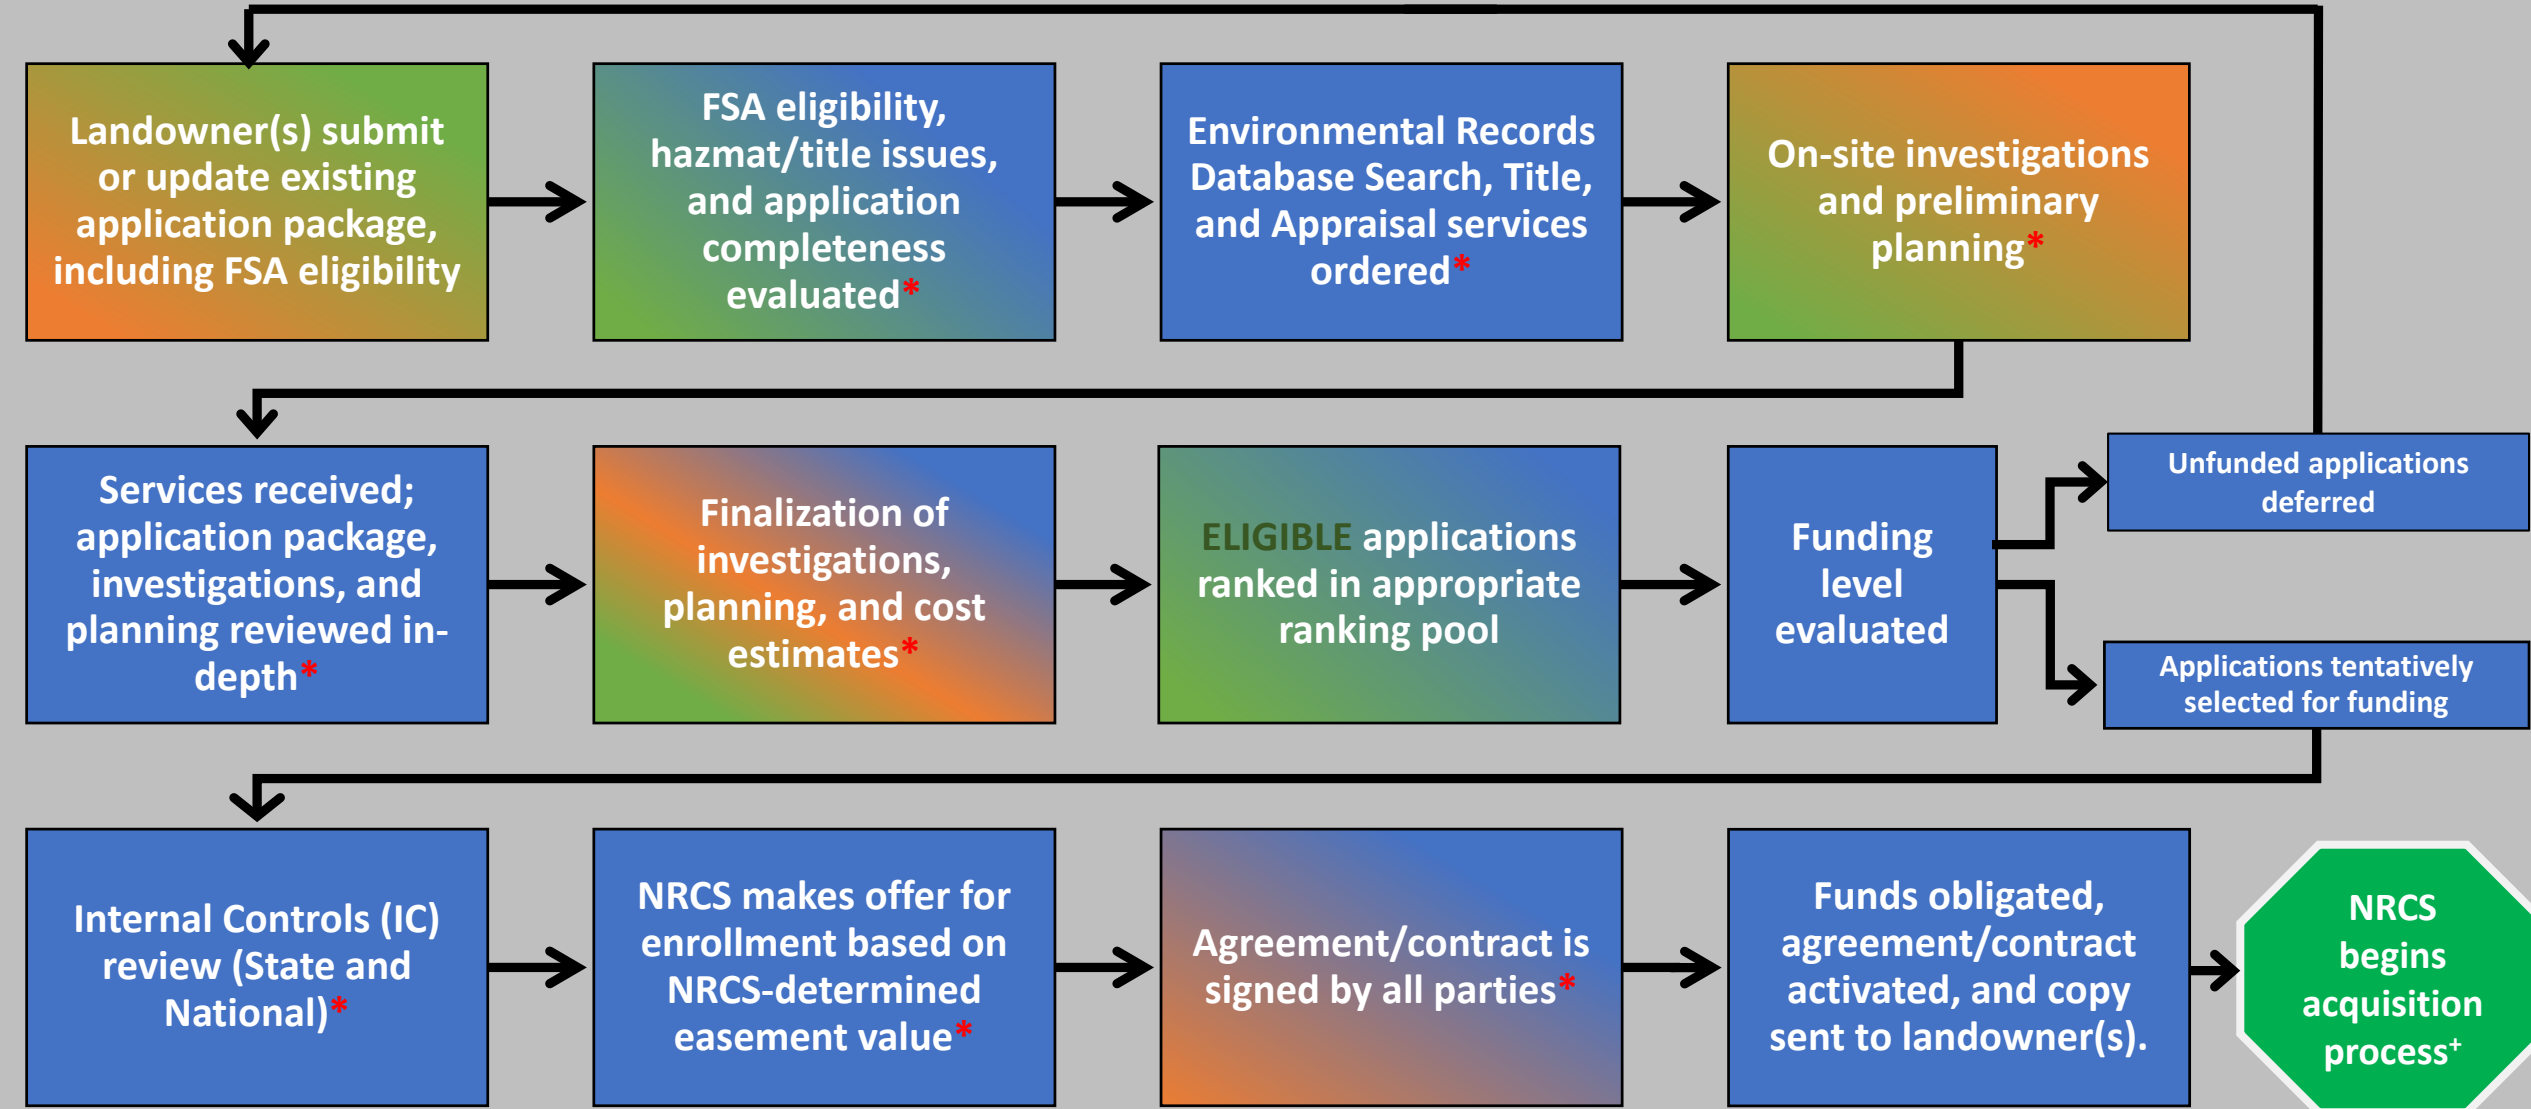 Landowner(s) submit
or update existing
application package,
including FSA eligibility
FSA eligibility,
hazmat/title issues,
and application
completeness
evaluated*
Environmental Records
Database Search, Title,
and Appraisal services
ordered*
On-site investigations
and preliminary
planning*
Services received;
application package,
investigations, and
planning reviewed in-
depth*
Finalization of
investigations,
planning, and cost
estimates*
ELIGIBLE applications
ranked in appropriate
ranking pool
Funding
level
evaluated
Unfunded applications
deferred
Applications tentatively
selected for funding
Internal Controls (IC)
review (State and
National)*
NRCS makes offer for
enrollment based on
NRCS-determined
easement value*
Agreement/contract is
signed by all parties*
Funds obligated,
agreement/contract
activated, and copy
sent to landowner(s).
NRCS
begins
acquisition
process⁺